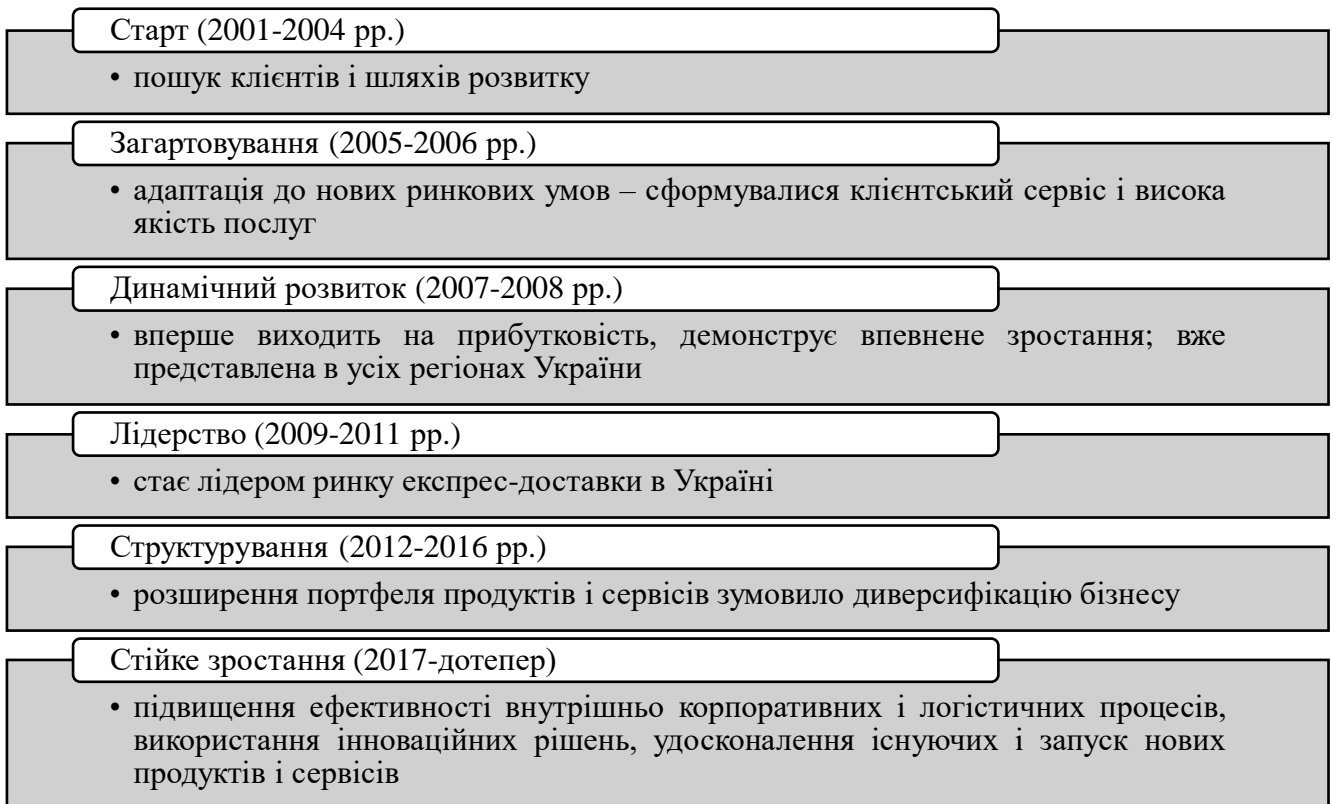 Старт (2001-2004 рр.)
• пошук клієнтів і шляхів розвитку
Загартовування (2005-2006 рр.)
• адаптація до нових ринкових умов – сформувалися клієнтський сервіс і висока
якість послуг
Динамічний розвиток (2007-2008 рр.)
• вперше виходить на прибутковість, демонструє впевнене зростання; вже
представлена в усіх регіонах України
Лідерство (2009-2011 рр.)
• стає лідером ринку експрес-доставки в Україні
Структурування (2012-2016 рр.)
• розширення портфеля продуктів і сервісів зумовило диверсифікацію бізнесу
Стійке зростання (2017-дотепер)
• підвищення ефективності внутрішньо корпоративних і логістичних процесів,
використання інноваційних рішень, удосконалення існуючих і запуск нових
продуктів і сервісів